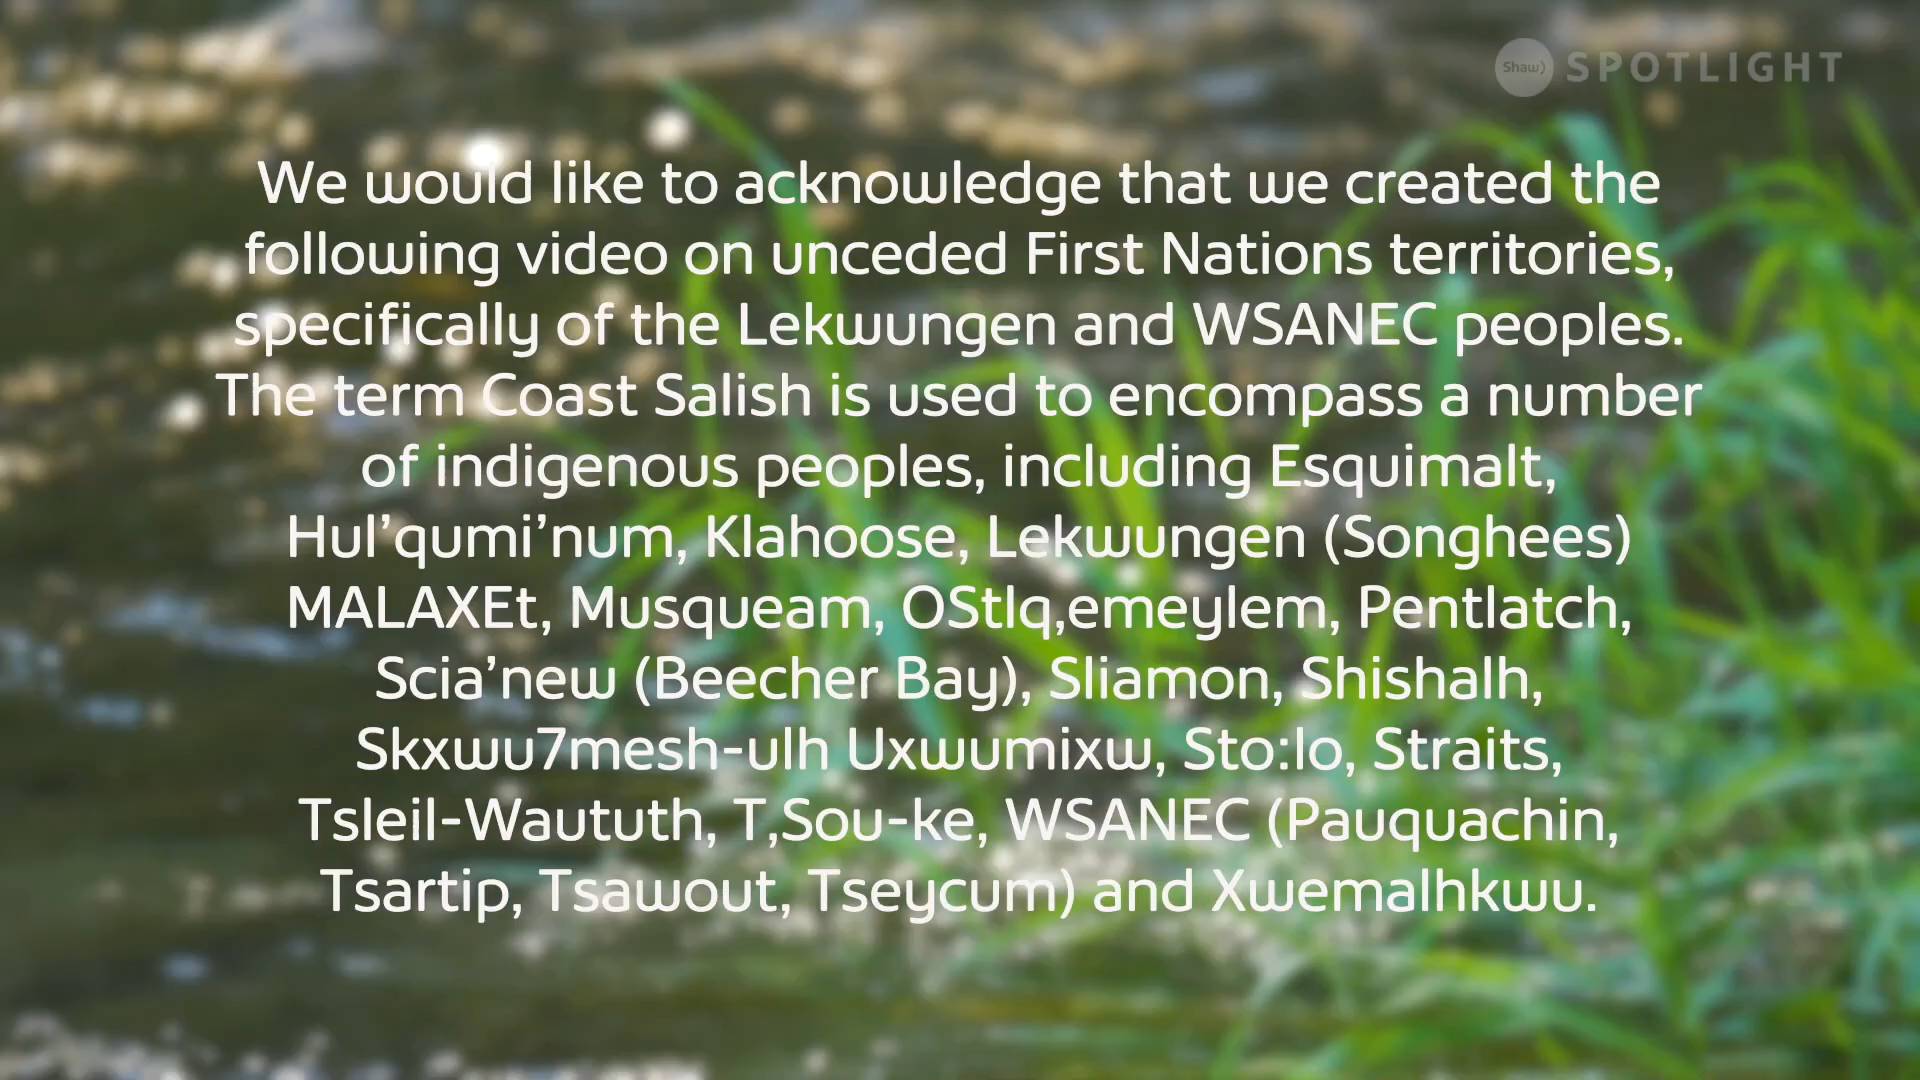 Shaw) SPOTLIGHT
We would like to acknowledge that we created the
following video on unceded First Nations territories,
specifically of the Lekwungen and WSANEC peoples.
The term Coast Salish is used to encompass a number
of indigenous peoples, including Esquimalt,
Hul’qumi’num, Klahoose, Lekwungen (Songhees)
MALAXEt, Musqueam, OStlq,emeylem, Pentlatch,
Scia’new (Beecher Bay), Sliamon, Shishalh,
Skxwu7mesh-ulh Uxwumixw, Sto:lo, Straits,
Tsleil-Waututh, T,Sou-ke, WSANEC (Pauquachin,
Tsartip, Tsawout, Tseycum) and Xwemalhkwu.